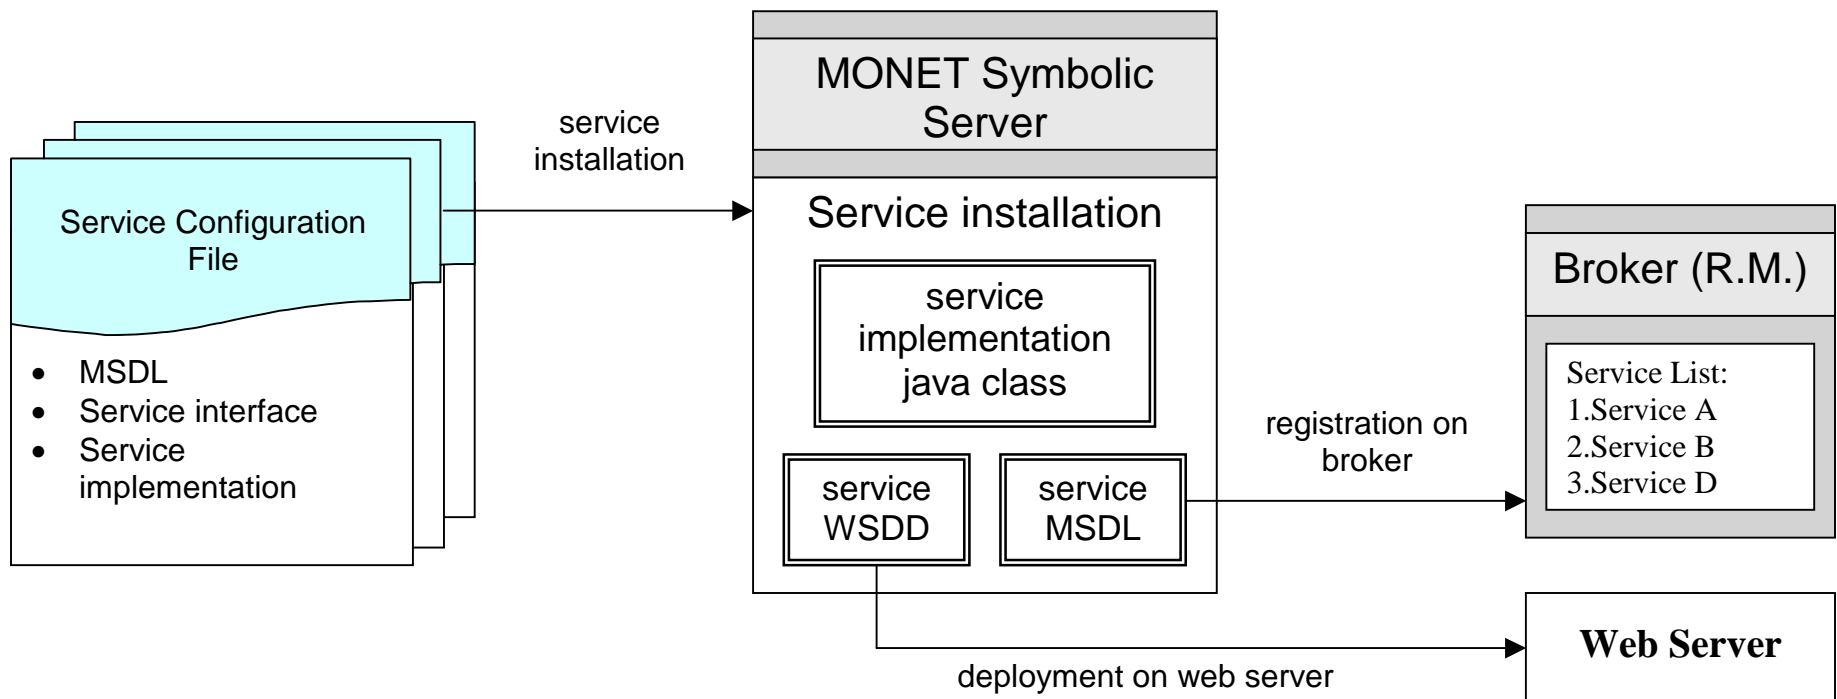 service
installation
Service Configuration
File
• MSDL
• Service interface
• Service
implementation
MONET Symbolic
Server
Service installation
service
implementation
java class
service
WSDD
service
MSDL
registration on
broker
deployment on web server
Broker (R.M.)
Service List:
1.Service A
2.Service B
3.Service D
Web Server